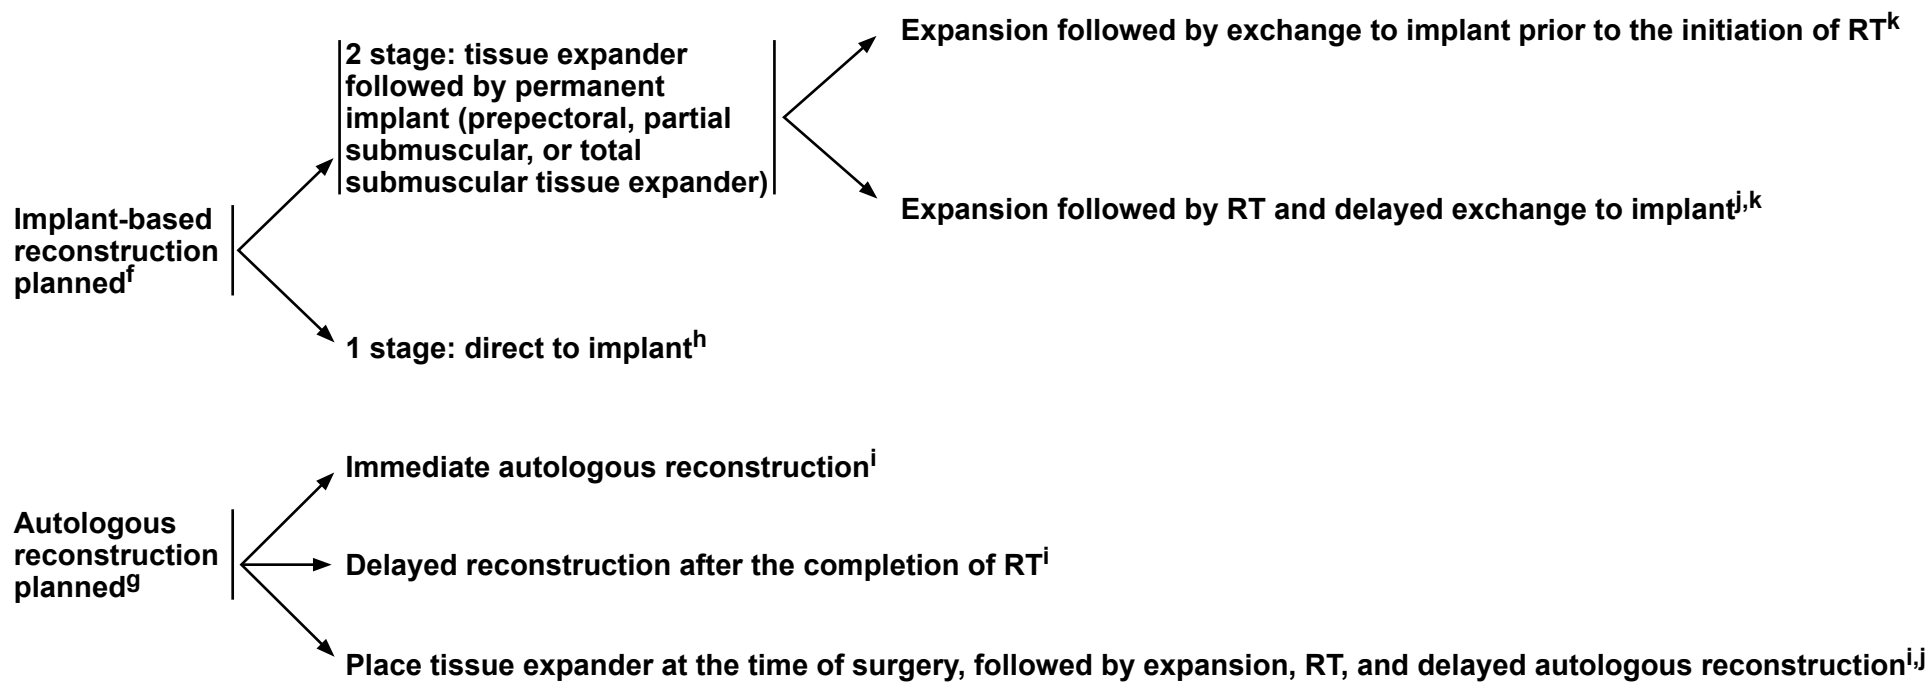 Expansion followed by exchange to implant prior to the initiation of RTk
2 stage: tissue expander
followed by permanent
implant (prepectoral, partial
submuscular, or total
submuscular tissue expander)
Expansion followed by RT and delayed exchange to implantj,k
Implant-based
reconstruction
plannedf
1 stage: direct to implanth
Immediate autologous reconstructioni
Autologous
reconstruction
plannedg
Delayed reconstruction after the completion of RTi
Place tissue expander at the time of surgery, followed by expansion, RT, and delayed autologous reconstructioni,j